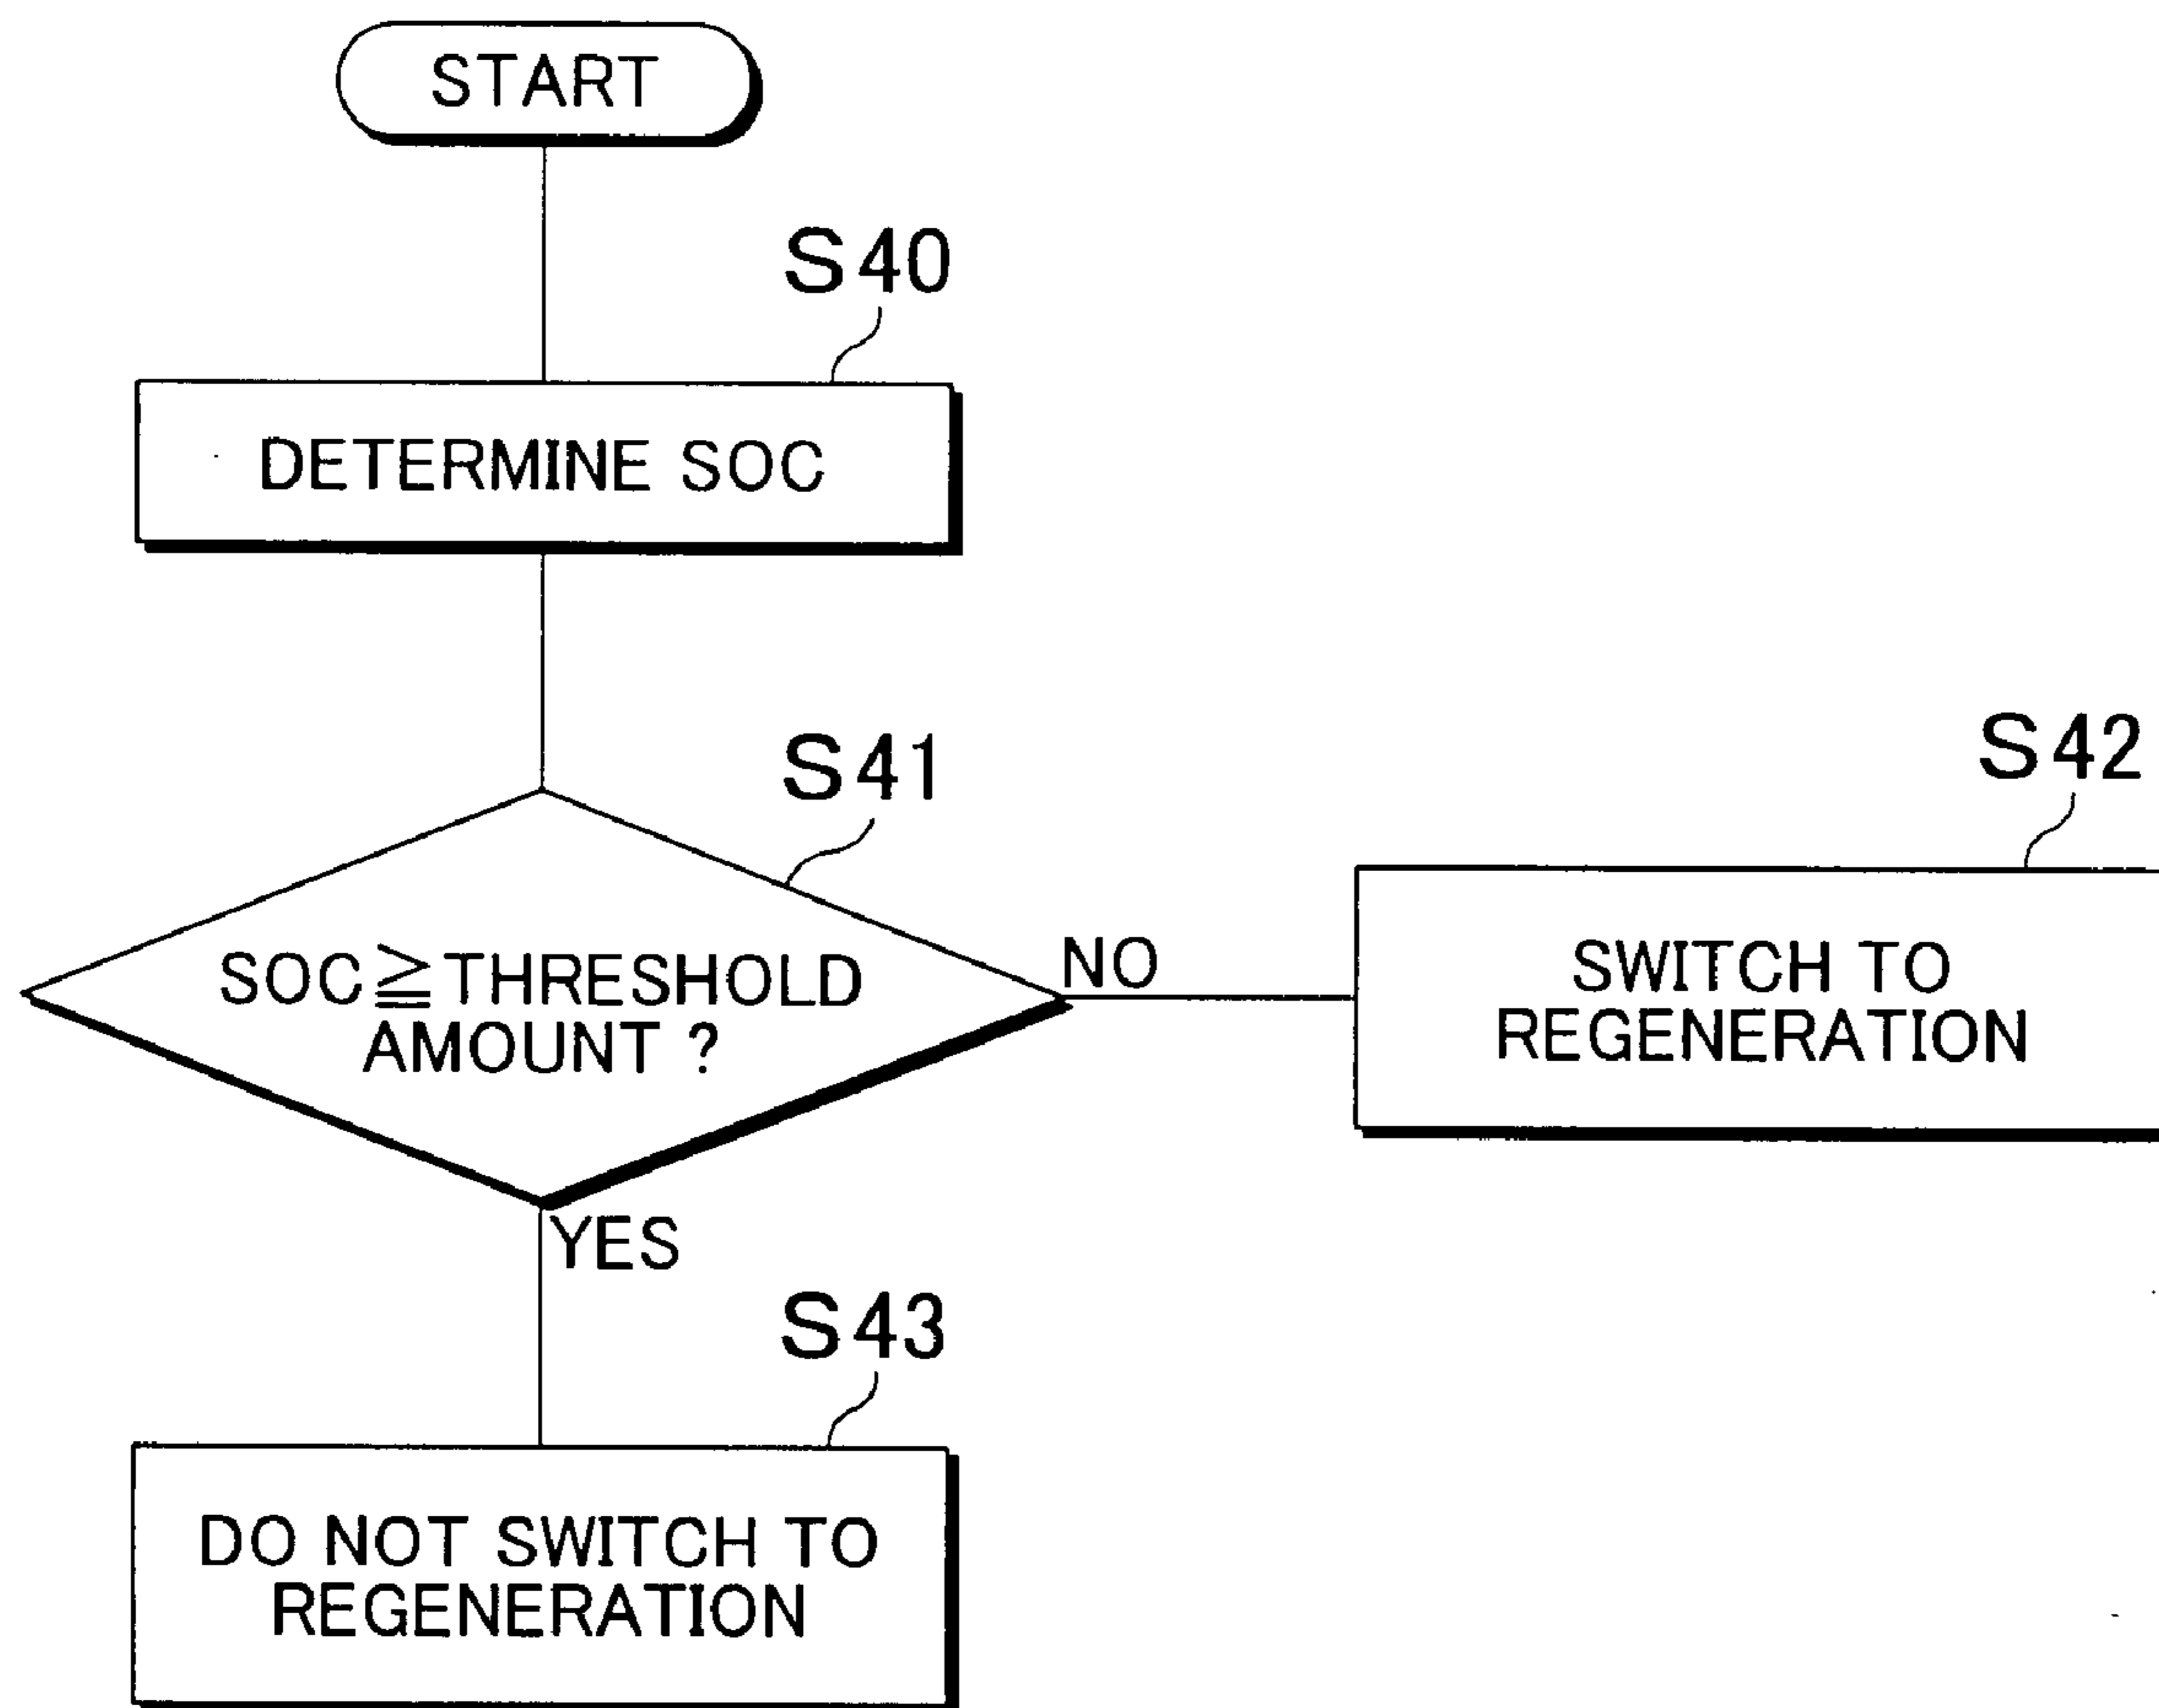 START
S40
DETERMINE SOC
S41
SOC≧THRESHOLD
AMOUNT ?
NO
S42
SWITCH TO
REGENERATION
YES
S43
DO NOT SWITCH TO
REGENERATION